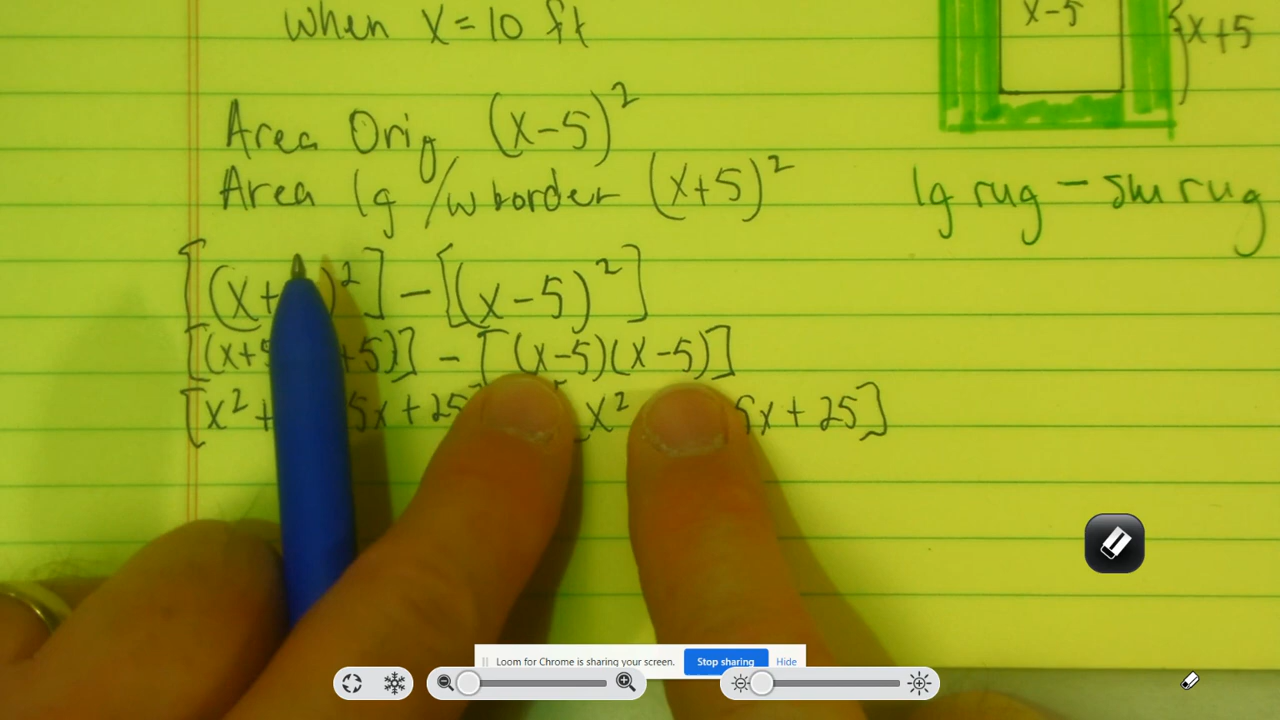 when x = 10 ft
x-5
x+5
Area Orig (x-5)²
Area lg /w border (x+5)²
lg rug - sm rug
[(x+ )²] - [(x-5)²]
[(x+5 +5)] - [(x-5)(x-5)]
[x²+ 5x+25 x² 5x+25]
Loom for Chrome is sharing your screen. Stop sharing Hide